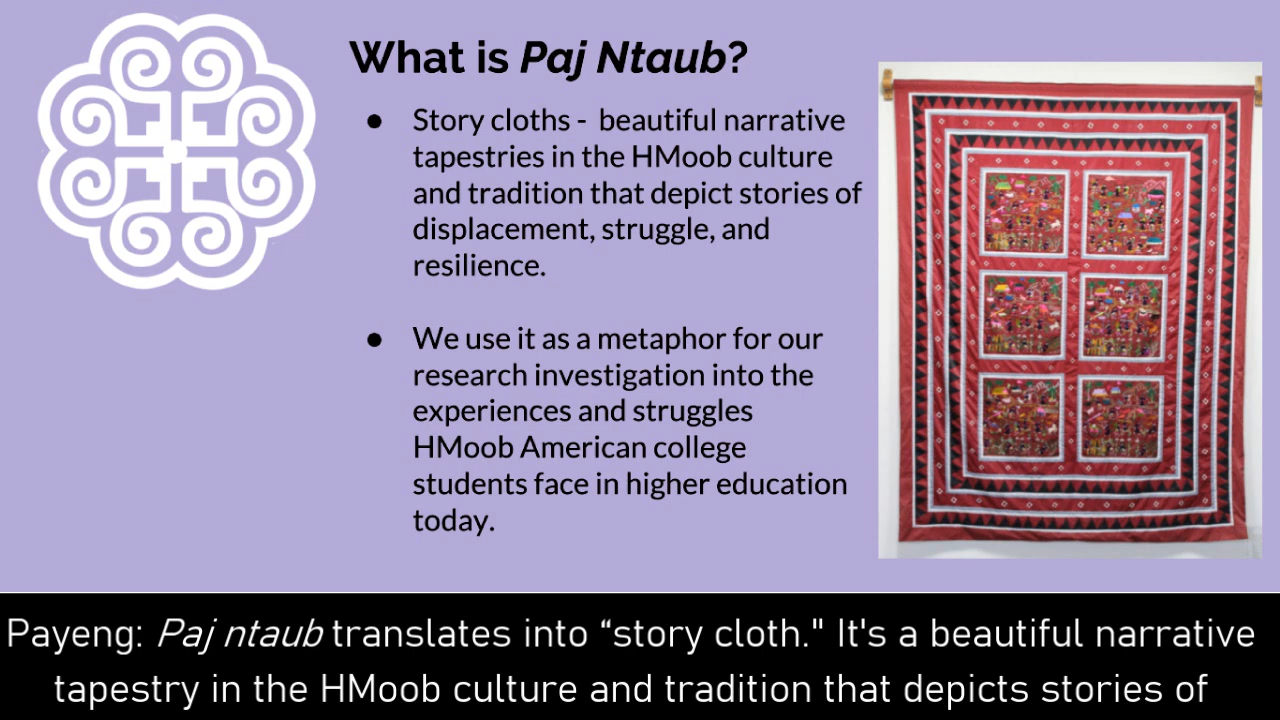 What is Paj Ntaub?
● Story cloths -  beautiful narrative
tapestries in the HMoob culture
and tradition that depict stories of
displacement, struggle, and
resilience.
● We use it as a metaphor for our
research investigation into the
experiences and struggles
HMoob American college
students face in higher education
today.
Payeng: Paj ntaub translates into “story cloth." It's a beautiful narrative
tapestry in the HMoob culture and tradition that depicts stories of